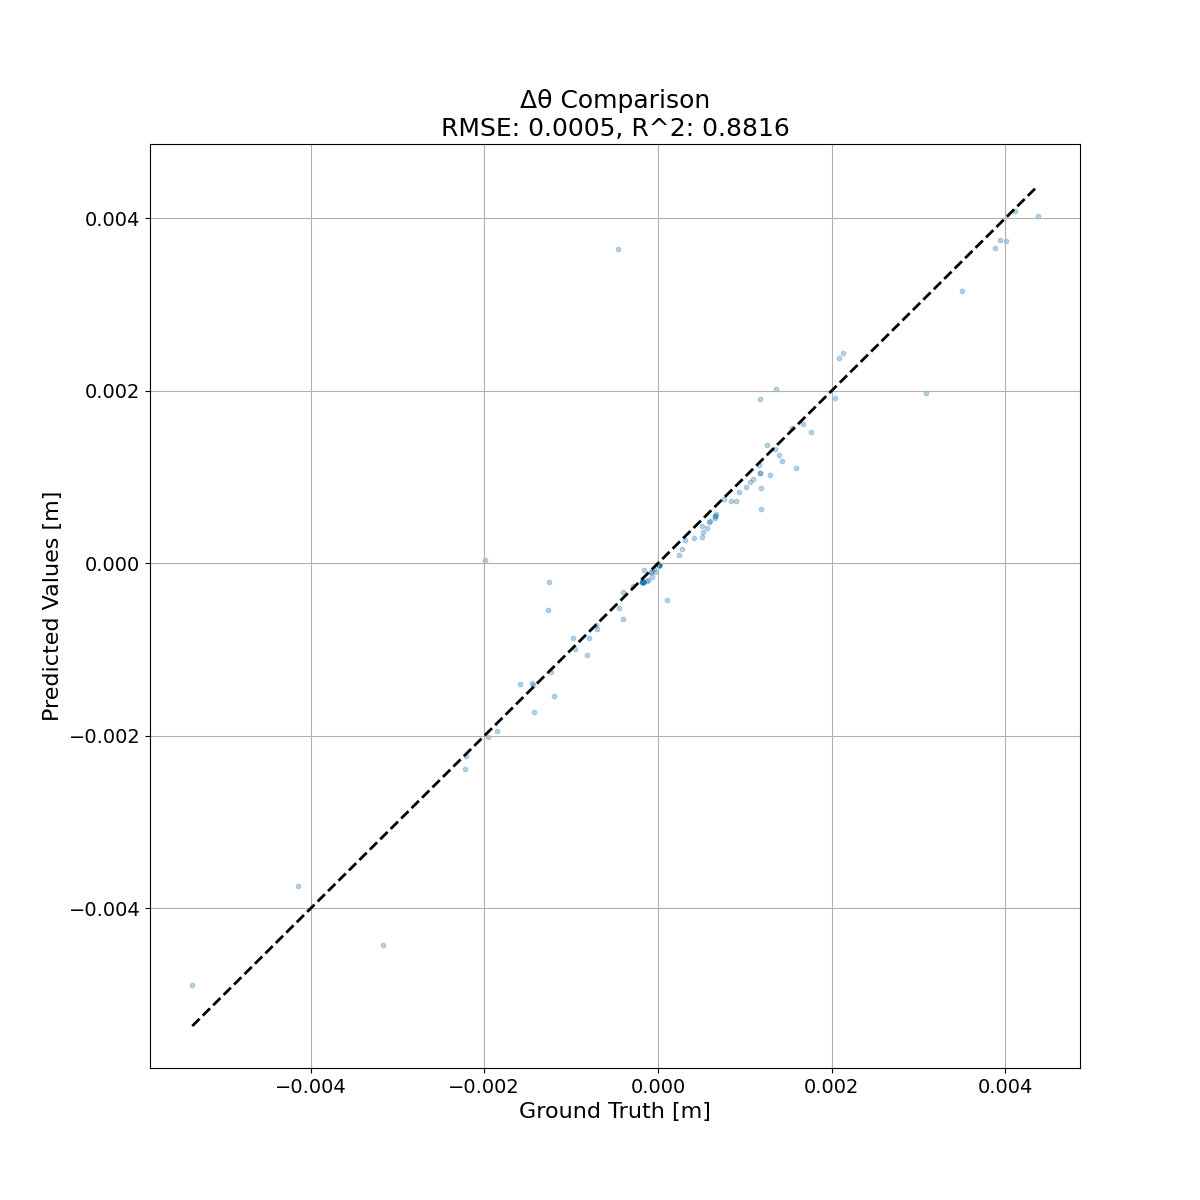 Δθ Comparison
RMSE: 0.0005, R^2: 0.8816
0.004
0.002
0.000
−0.002
−0.004
Predicted Values [m]
−0.004 −0.002 0.000 0.002 0.004
Ground Truth [m]